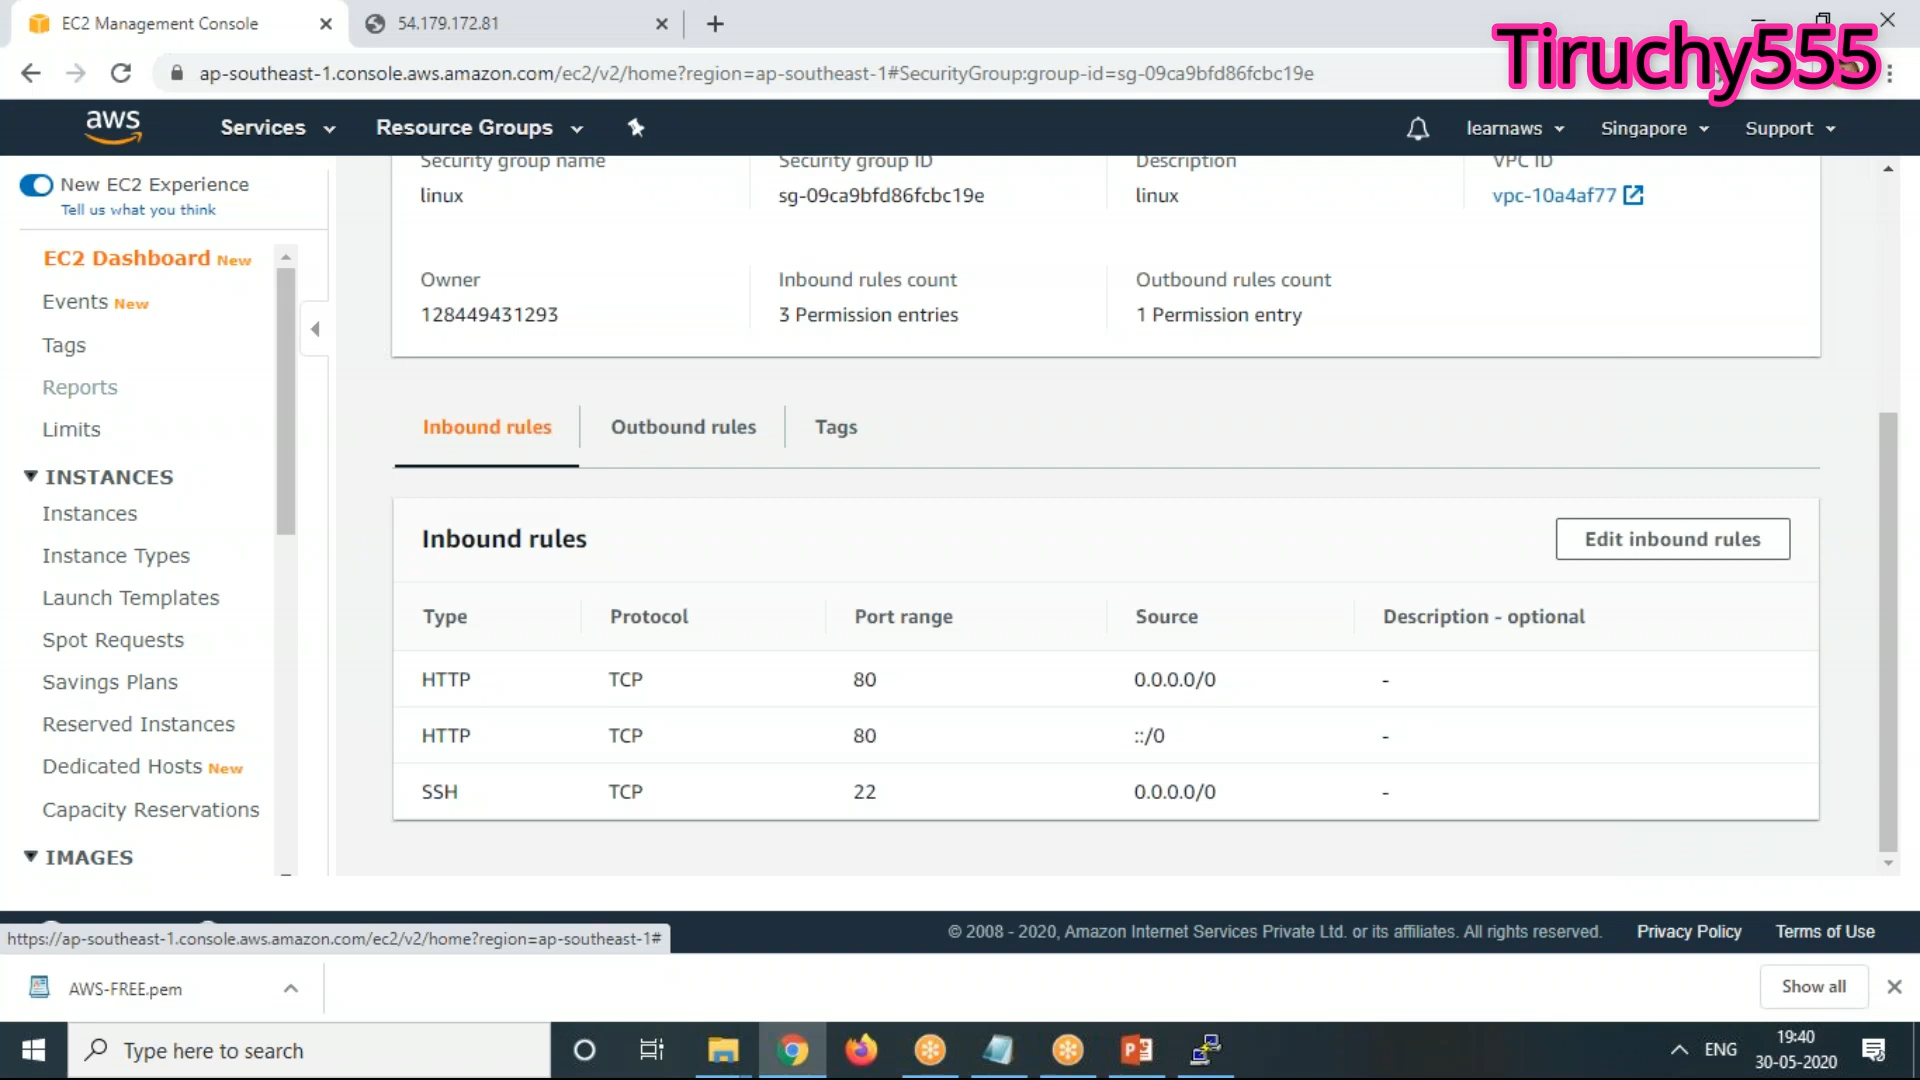 EC2 Management Console
54.179.172.81
Tiruchy555
ap-southeast-1.console.aws.amazon.com/ec2/v2/home?region=ap-southeast-1#SecurityGroup:group-id=sg-09ca9bfd86fcbc19e
aws
Services
Resource Groups
learnaws
Singapore
Support
New EC2 Experience
Tell us what you think
EC2 Dashboard New
Events New
Tags
Reports
Limits
INSTANCES
Instances
Instance Types
Launch Templates
Spot Requests
Savings Plans
Reserved Instances
Dedicated Hosts New
Capacity Reservations
IMAGES
Security group name
Security group ID
Description
VPC ID
linux
sg-09ca9bfd86fcbc19e
linux
vpc-10a4af77
Owner
Inbound rules count
Outbound rules count
128449431293
3 Permission entries
1 Permission entry
Inbound rules
Outbound rules
Tags
Inbound rules
Edit inbound rules
Type
Protocol
Port range
Source
Description - optional
HTTP
TCP
80
0.0.0.0/0
-
HTTP
TCP
80
::/0
-
SSH
TCP
22
0.0.0.0/0
-
https://ap-southeast-1.console.aws.amazon.com/ec2/v2/home?region=ap-southeast-1#
© 2008 - 2020, Amazon Internet Services Private Ltd. or its affiliates. All rights reserved.
Privacy Policy
Terms of Use
AWS-FREE.pem
Show all
Type here to search
ENG
19:40
30-05-2020